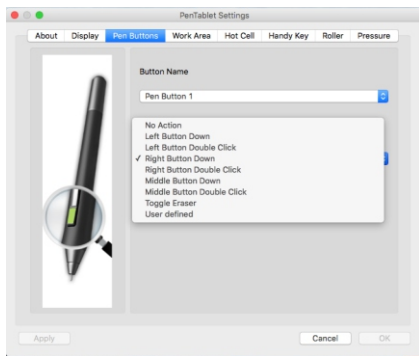 PenTablet Settings
About Display Pen Buttons Work Area Hot Cell Handy Key Roller Pressure
Button Name
Pen Button 1
No Action
Left Button Down
Left Button Double Click
✓ Right Button Down
Right Button Double Click
Middle Button Down
Middle Button Double Click
Toggle Eraser
User defined
Apply Cancel OK